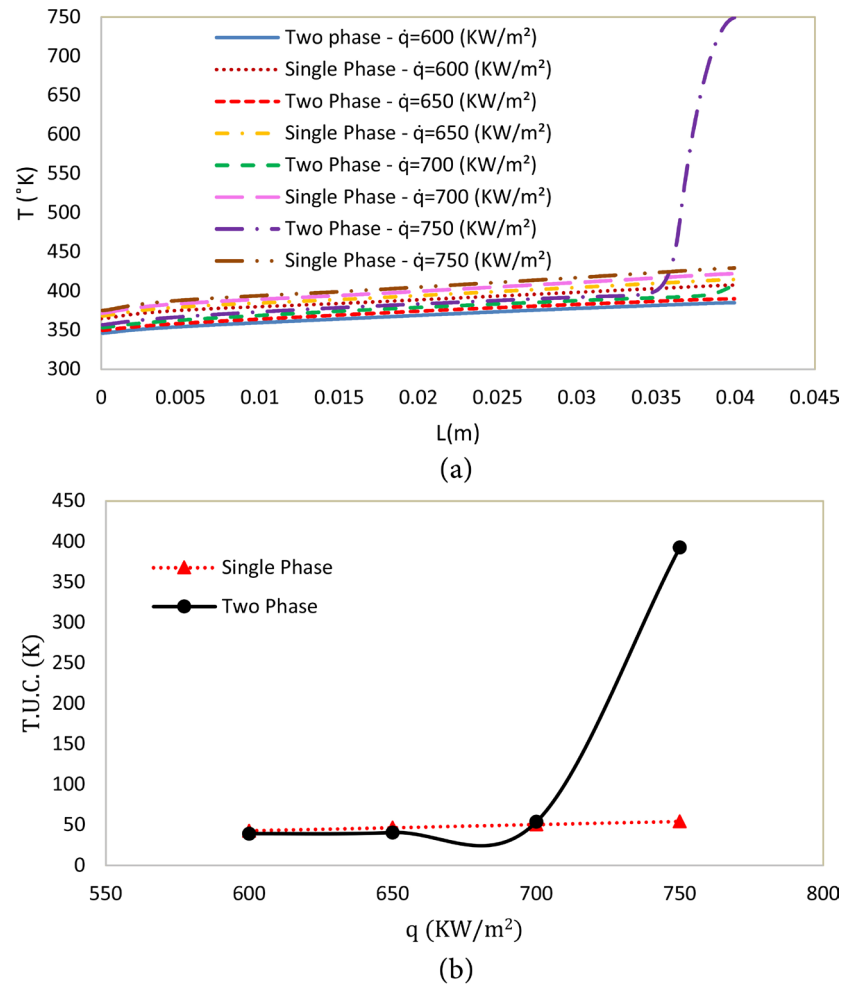 750
700
650
600
550
500
450
400
350
300
T (˚K)
Two phase - q̇=600 (KW/m²)
Single Phase - q̇=600 (KW/m²)
Two Phase - q̇=650 (KW/m²)
Single Phase - q̇=650 (KW/m²)
Two Phase - q̇=700 (KW/m²)
Single Phase - q̇=700 (KW/m²)
Two Phase - q̇=750 (KW/m²)
Single Phase - q̇=750 (KW/m²)
0 0.005 0.01 0.015 0.02 0.025 0.03 0.035 0.04 0.045
L(m)
(a)
450
400
350
300
250
200
150
100
50
0
T.U.C. (K)
Single Phase
Two Phase
550 600 650 700 750 800
q (KW/m²)
(b)